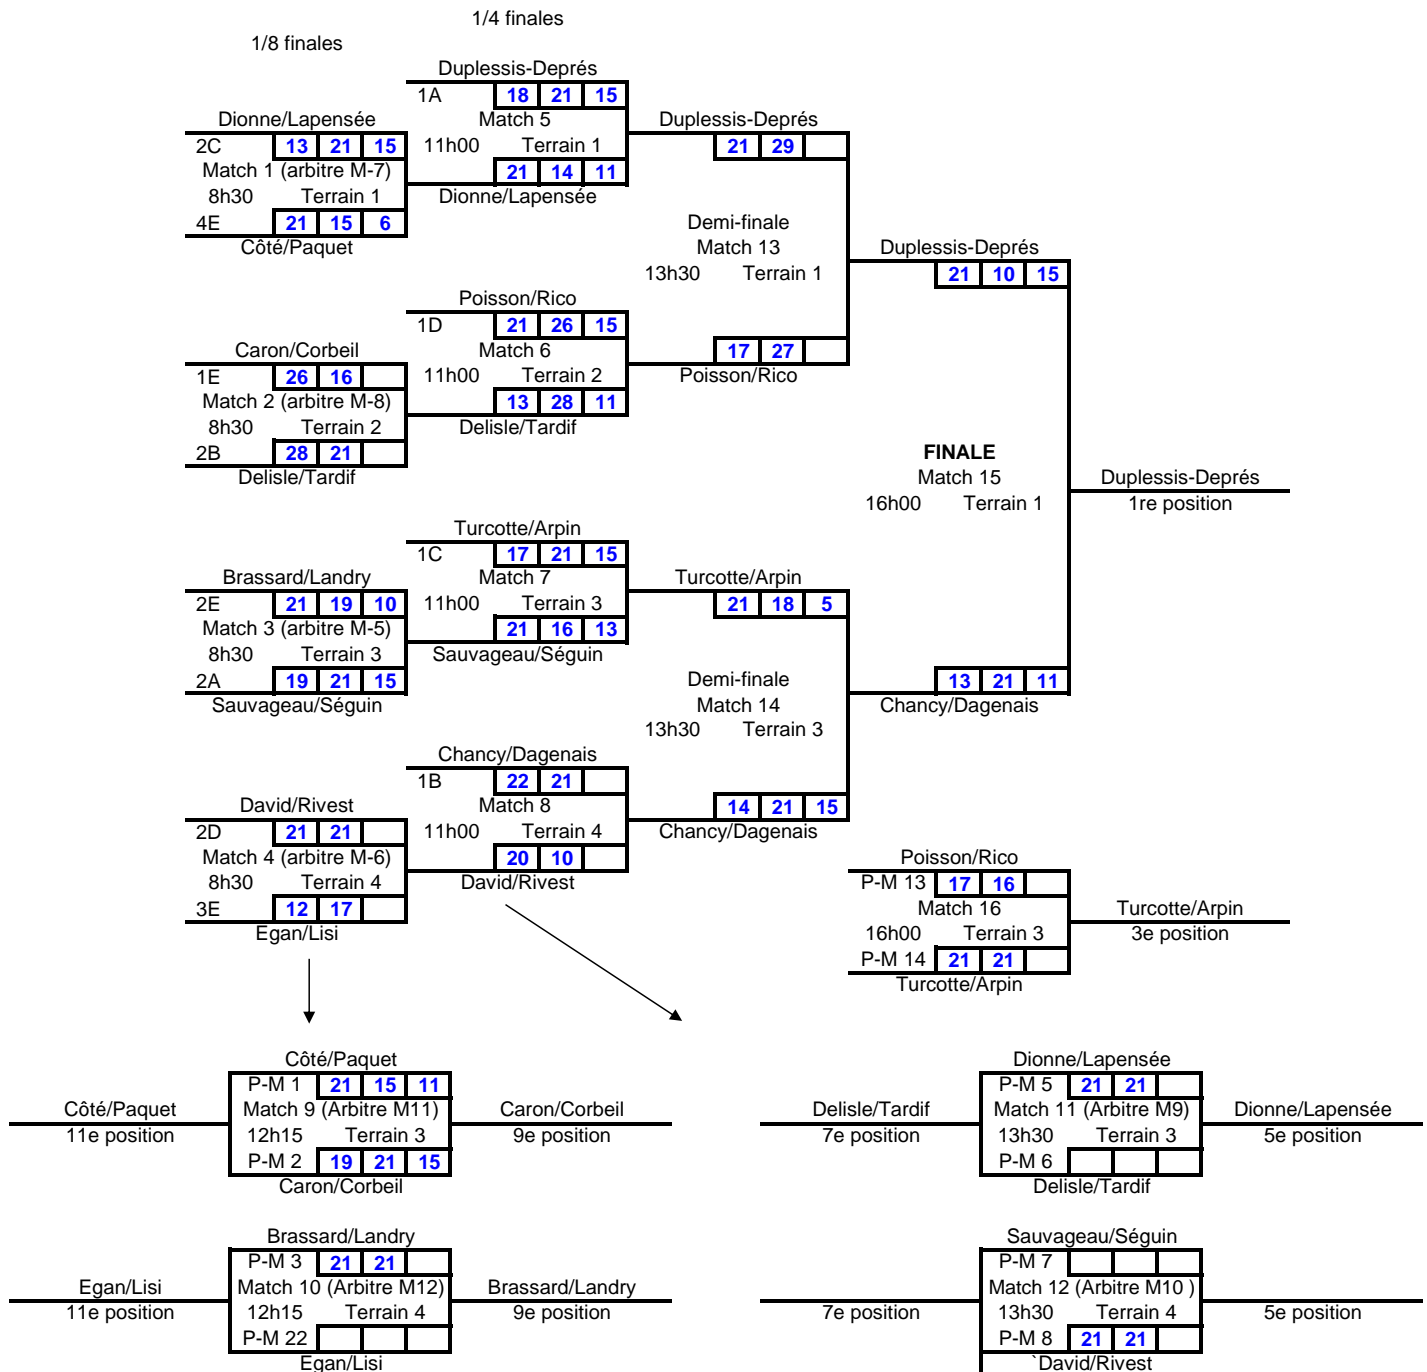 1/4 finales
1/8 finales
Duplessis-Deprés
1A 18 21 15
Match 5
11h00 Terrain 1
21 14 11
Dionne/Lapensée
Dionne/Lapensée
2C 13 21 15
Match 1 (arbitre M-7)
8h30 Terrain 1
4E 21 15 6
Côté/Paquet
Duplessis-Deprés
21 29
Demi-finale
Match 13
13h30 Terrain 1
17 27
Poisson/Rico
Poisson/Rico
1D 21 26 15
Match 6
11h00 Terrain 2
13 28 11
Delisle/Tardif
Caron/Corbeil
1E 26 16
Match 2 (arbitre M-8)
8h30 Terrain 2
2B 28 21
Delisle/Tardif
Duplessis-Deprés
21 10 15
FINALE
Match 15
16h00 Terrain 1
13 21 11
Chancy/Dagenais
Duplessis-Deprés
1re position
Turcotte/Arpin
1C 17 21 15
Match 7
11h00 Terrain 3
21 16 13
Sauvageau/Séguin
Brassard/Landry
2E 21 19 10
Match 3 (arbitre M-5)
8h30 Terrain 3
2A 19 21 15
Sauvageau/Séguin
Turcotte/Arpin
21 18 5
Demi-finale
Match 14
13h30 Terrain 3
14 21 15
Chancy/Dagenais
Chancy/Dagenais
1B 22 21
Match 8
11h00 Terrain 4
20 10
David/Rivest
David/Rivest
2D 21 21
Match 4 (arbitre M-6)
8h30 Terrain 4
3E 12 17
Egan/Lisi
Poisson/Rico
P-M 13 17 16
Match 16
16h00 Terrain 3
P-M 14 21 21
Turcotte/Arpin
Turcotte/Arpin
3e position
Côté/Paquet
P-M 1 21 15 11
Match 9 (Arbitre M11)
12h15 Terrain 3
P-M 2 19 21 15
Caron/Corbeil
Côté/Paquet
11e position
Caron/Corbeil
9e position
Dionne/Lapensée
P-M 5 21 21
Match 11 (Arbitre M9)
13h30 Terrain 3
P-M 6
Delisle/Tardif
Delisle/Tardif
7e position
Dionne/Lapensée
5e position
Brassard/Landry
P-M 3 21 21
Match 10 (Arbitre M12)
12h15 Terrain 4
P-M 22
Egan/Lisi
Egan/Lisi
11e position
Brassard/Landry
9e position
Sauvageau/Séguin
P-M 7
Match 12 (Arbitre M10 )
13h30 Terrain 4
P-M 8 21 21
`David/Rivest
7e position
5e position